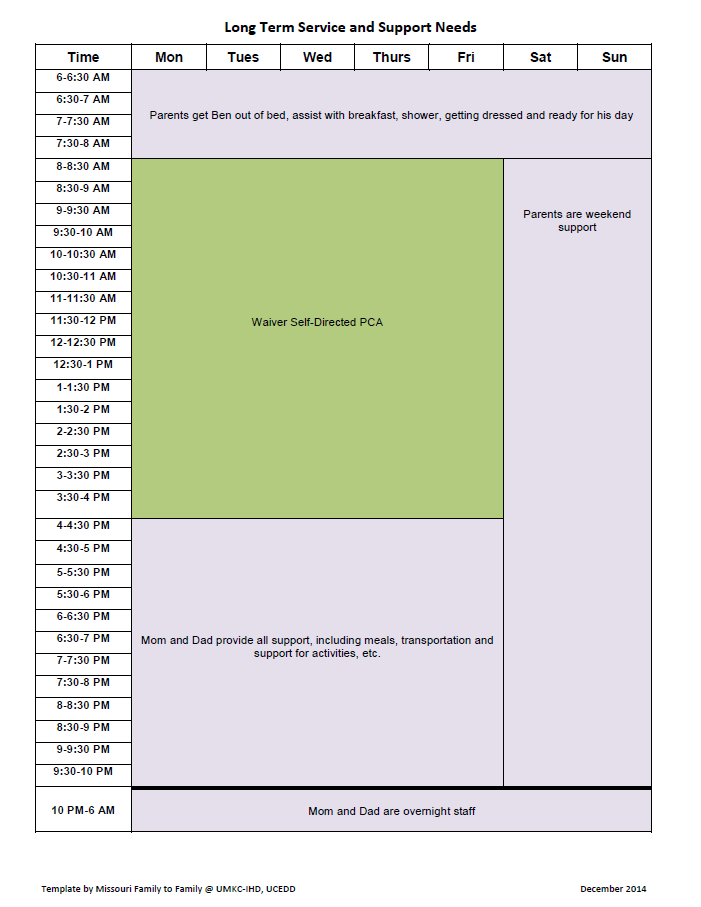 Long Term Service and Support Needs
Time Mon Tues Wed Thurs Fri Sat Sun
6-6:30 AM
6:30-7 AM
7-7:30 AM
7:30-8 AM
Parents get Ben out of bed, assist with breakfast, shower, getting dressed and ready for his day
8-8:30 AM
8:30-9 AM
9-9:30 AM
9:30-10 AM
10-10:30 AM
10:30-11 AM
11-11:30 AM
11:30-12 PM
12-12:30 PM
12:30-1 PM
1-1:30 PM
1:30-2 PM
2-2:30 PM
2:30-3 PM
3-3:30 PM
3:30-4 PM
Waiver Self-Directed PCA
Parents are weekend
support
4-4:30 PM
4:30-5 PM
5-5:30 PM
5:30-6 PM
6-6:30 PM
6:30-7 PM
7-7:30 PM
7:30-8 PM
8-8:30 PM
8:30-9 PM
9-9:30 PM
9:30-10 PM
Mom and Dad provide all support, including meals, transportation and
support for activities, etc.
10 PM-6 AM
Mom and Dad are overnight staff
Template by Missouri Family to Family @ UMKC-IHD, UCEDD
December 2014